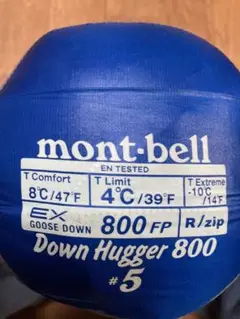 mont-bell
EN TESTED
T Comfort T Limit T Extreme
8℃/47°F 4℃/39°F -10℃/14°F
EX GOOSE DOWN 800 FP R/zip
Down Hugger 800
#5